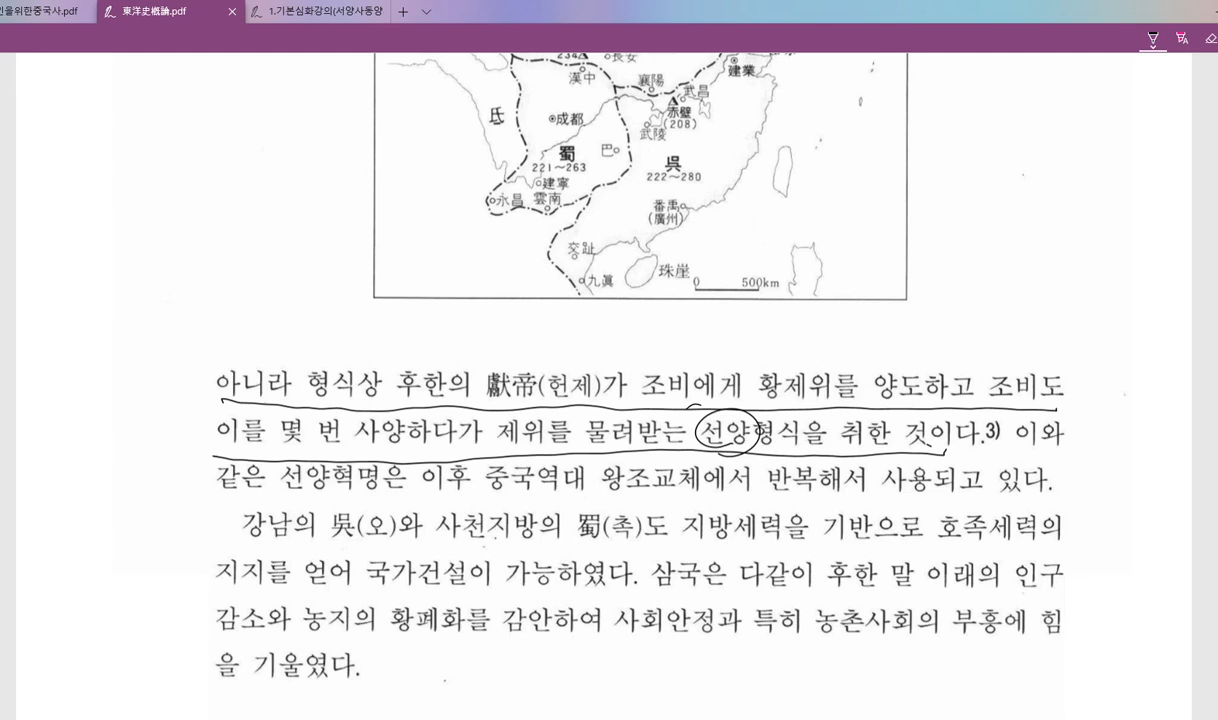 인을위한중국사.pdf
東洋史槪論.pdf
1.기본심화강의(서양사동양
234
長安
漢中
襄陽
建業
武昌
氐
成都
赤壁
(208)
武陵
蜀
221～263
巴
吳
222～280
建寧
永昌
雲南
番禺
(廣州)
交趾
九眞
珠崖
0 500km
아니라 형식상 후한의 獻帝(헌제)가 조비에게 황제위를 양도하고 조비도
이를 몇 번 사양하다가 제위를 물려받는 선양형식을 취한 것이다.3) 이와
같은 선양혁명은 이후 중국역대 왕조교체에서 반복해서 사용되고 있다.
강남의 吳(오)와 사천지방의 蜀(촉)도 지방세력을 기반으로 호족세력의
지지를 얻어 국가건설이 가능하였다. 삼국은 다같이 후한 말 이래의 인구
감소와 농지의 황폐화를 감안하여 사회안정과 특히 농촌사회의 부흥에 힘
을 기울였다.